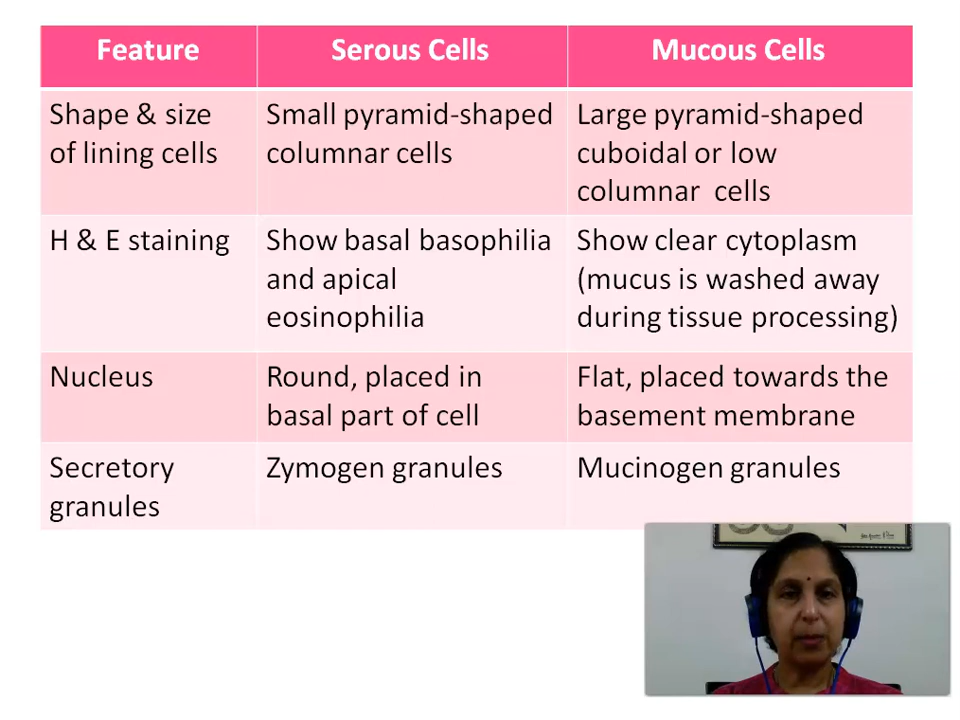 Feature Serous Cells Mucous Cells
Shape & size
of lining cells
Small pyramid-shaped
columnar cells
Large pyramid-shaped
cuboidal or low
columnar cells
H & E staining
Show basal basophilia
and apical
eosinophilia
Show clear cytoplasm
(mucus is washed away
during tissue processing)
Nucleus
Round, placed in
basal part of cell
Flat, placed towards the
basement membrane
Secretory
granules
Zymogen granules
Mucinogen granules